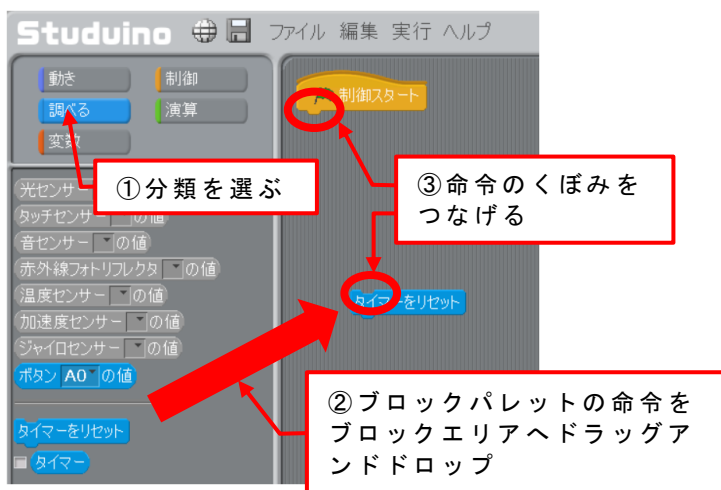 Studuino ファイル 編集 実行 ヘルプ
動き 制御
調べる 演算
変数
制御スタート
①分類を選ぶ
③命令のくぼみを
つなげる
光センサー
タッチセンサー の値
音センサー の値
赤外線フォトリフレクタ の値
温度センサー の値
加速度センサー の値
ジャイロセンサー の値
ボタン A0 の値
タイマーをリセット
タイマー
タイマーをリセット
②ブロックパレットの命令を
ブロックエリアへドラッグア
ンドドロップ